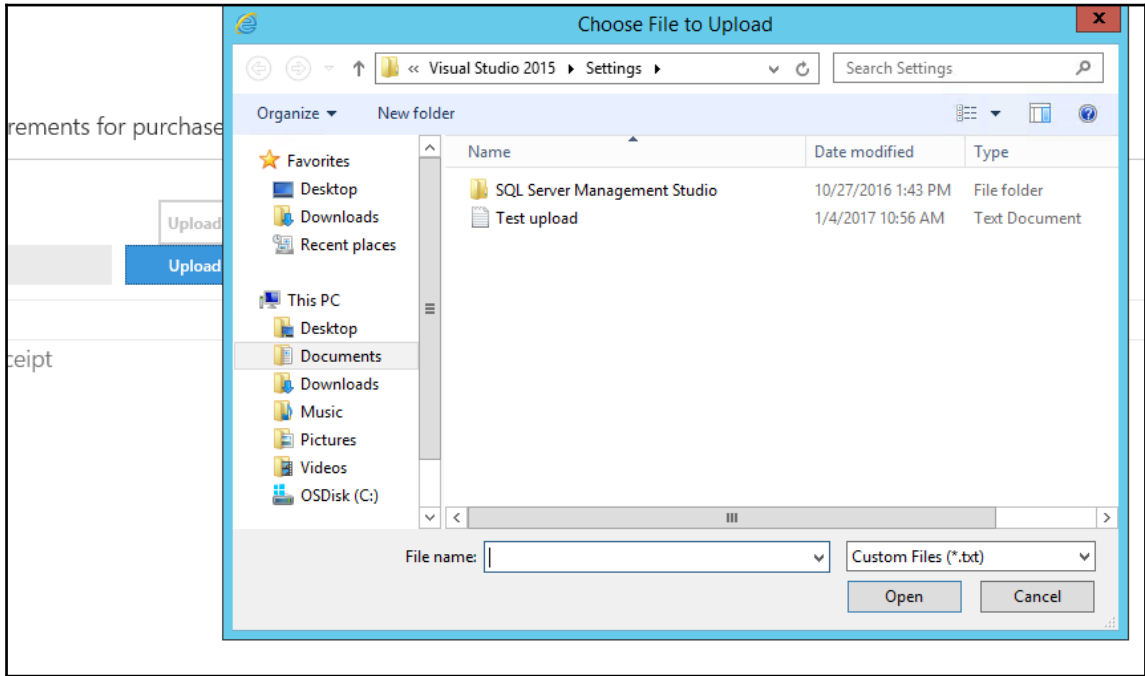 Choose File to Upload
x
« Visual Studio 2015 Settings
Search Settings
Organize New folder
rements for purchase
Name Date modified Type
Favorites
Desktop
Downloads
Recent places
SQL Server Management Studio 10/27/2016 1:43 PM File folder
Test upload 1/4/2017 10:56 AM Text Document
Upload
Upload
This PC
Desktop
ceipt
Documents
Downloads
Music
Pictures
Videos
OSDisk (C:)
File name: Custom Files (*.txt)
Open Cancel